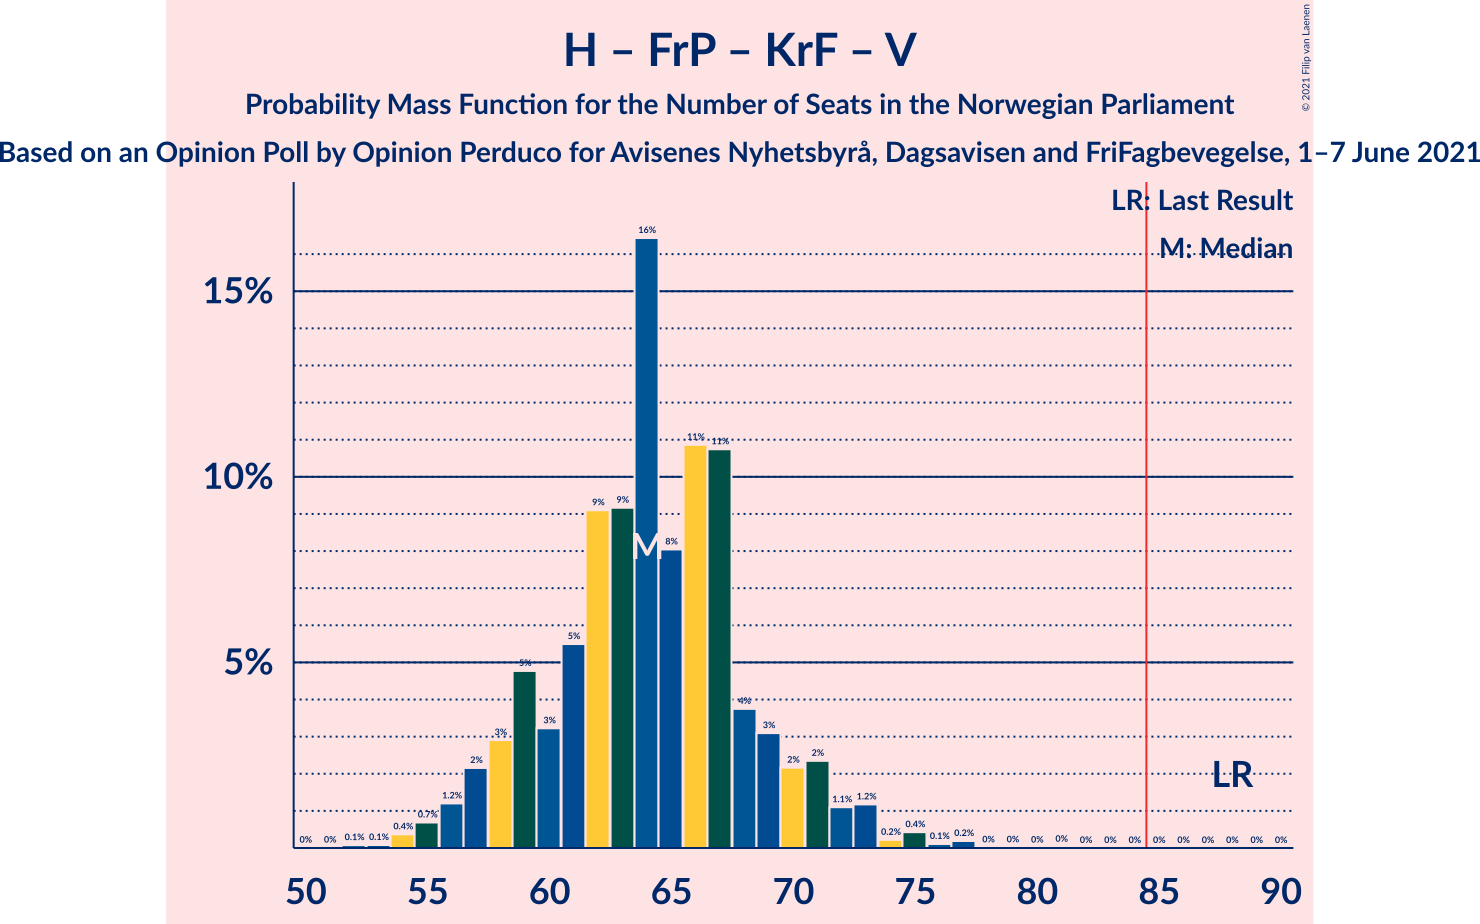 H – FrP – KrF – V
Probability Mass Function for the Number of Seats in the Norwegian Parliament
Based on an Opinion Poll by Opinion Perduco for Avisenes Nyhetsbyrå, Dagsavisen and FriFagbevegelse, 1–7 June 2021
© 2021 Filip van Laenen
LR: Last Result
M: Median
15%
10%
5%
0% 0% 0.1% 0.1% 0.4% 0.7% 1.2% 2% 3% 5% 3% 5% 9% 9% 16% 8% 11% 11% 4% 3% 2% 2% 1.1% 1.2% 0.2% 0.4% 0.1% 0.2% 0% 0% 0% 0% 0% 0% 0% 0% 0% 0% 0% 0% 0%
M
LR
50 55 60 65 70 75 80 85 90